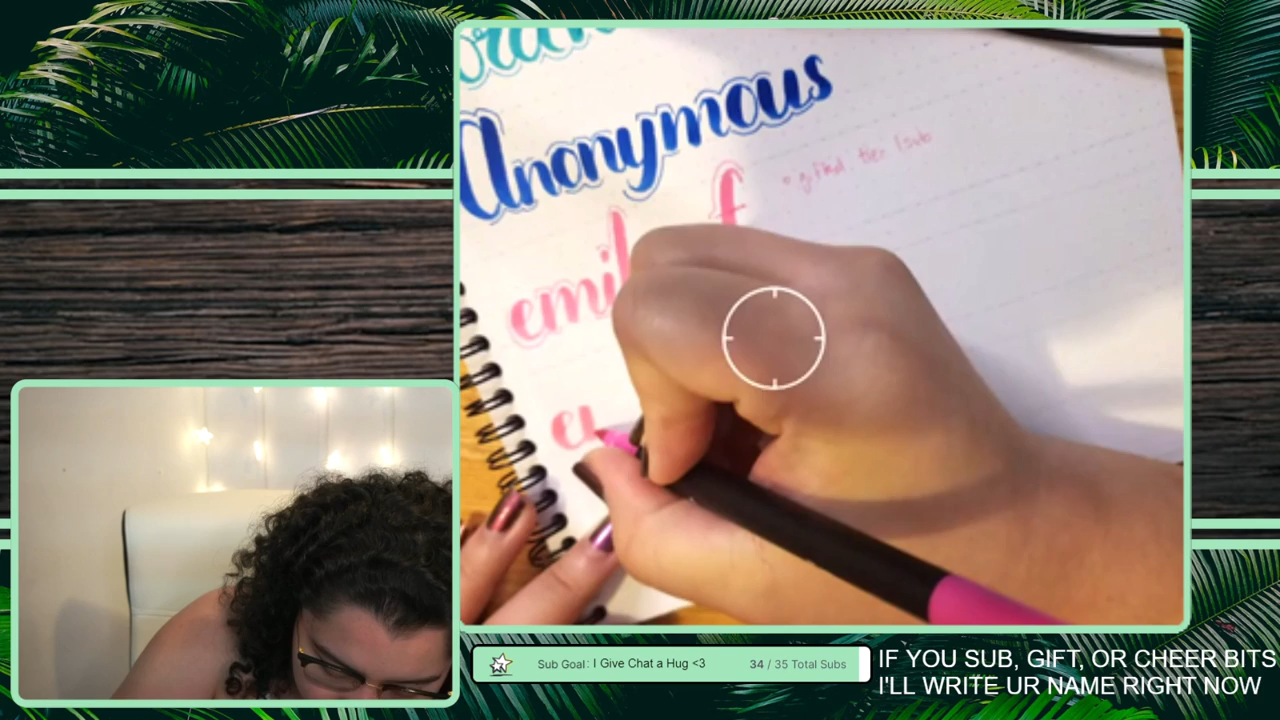 Anonymous
gifted tier 1 sub
emil
f
Sub Goal: I Give Chat a Hug <3 34 / 35 Total Subs
IF YOU SUB, GIFT, OR CHEER BITS
I'LL WRITE UR NAME RIGHT NOW